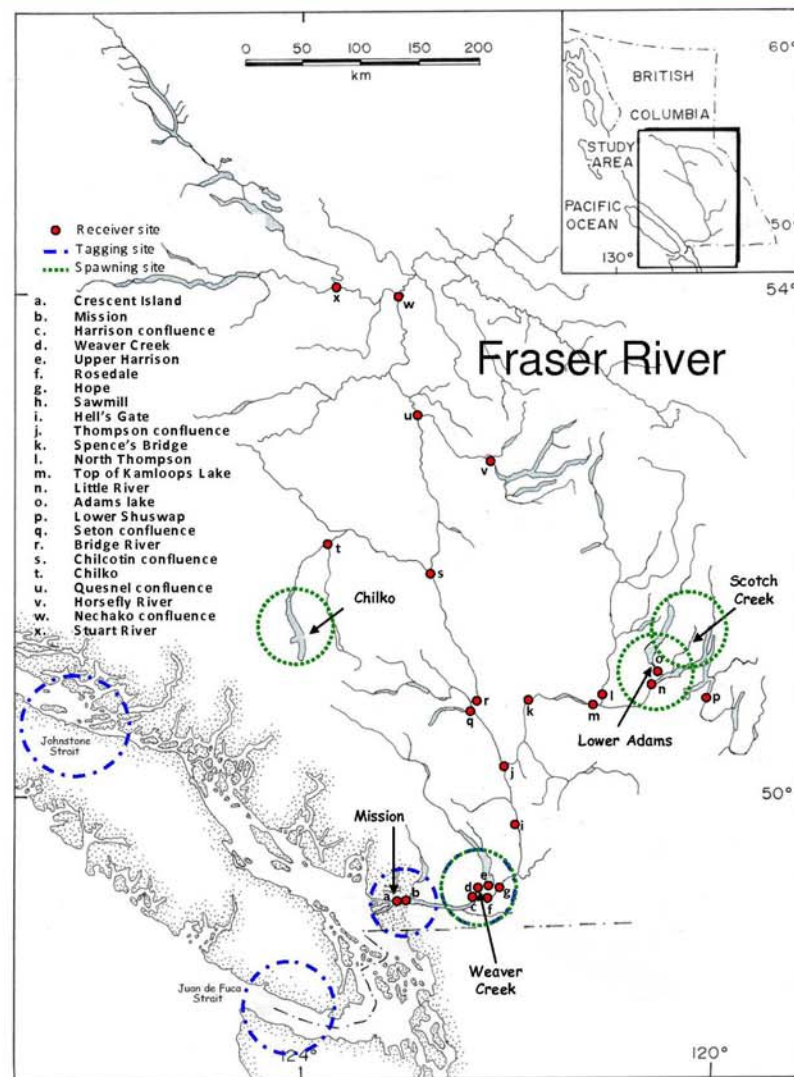 0 50 100 150 200
km
60°
BRITISH
COLUMBIA
STUDY
AREA
PACIFIC
OCEAN
50°
130°
Receiver site
Tagging site
Spawning site
54°
x
w
a. Crescent Island
b. Mission
c. Harrison confluence
d. Weaver Creek
e. Upper Harrison
f. Rosedale
g. Hope
h. Sawmill
i. Hell's Gate
j. Thompson confluence
k. Spence's Bridge
l. North Thompson
m. Top of Kamloops Lake
n. Little River
o. Adams lake
p. Lower Shuswap
q. Seton confluence
r. Bridge River
s. Chilcotin confluence
t. Chilko
u. Quesnel confluence
v. Horsefly River
w. Nechako confluence
x. Stuart River
Fraser River
u
v
t
s
Chilko
Scotch
Creek
o
n
l
p
r
k
m
q
Lower Adams
Johnstone
Strait
j
50°
Mission
i
e
d
g
a b
c f
Weaver
Creek
Juan de Fuca
Strait
124°
120°